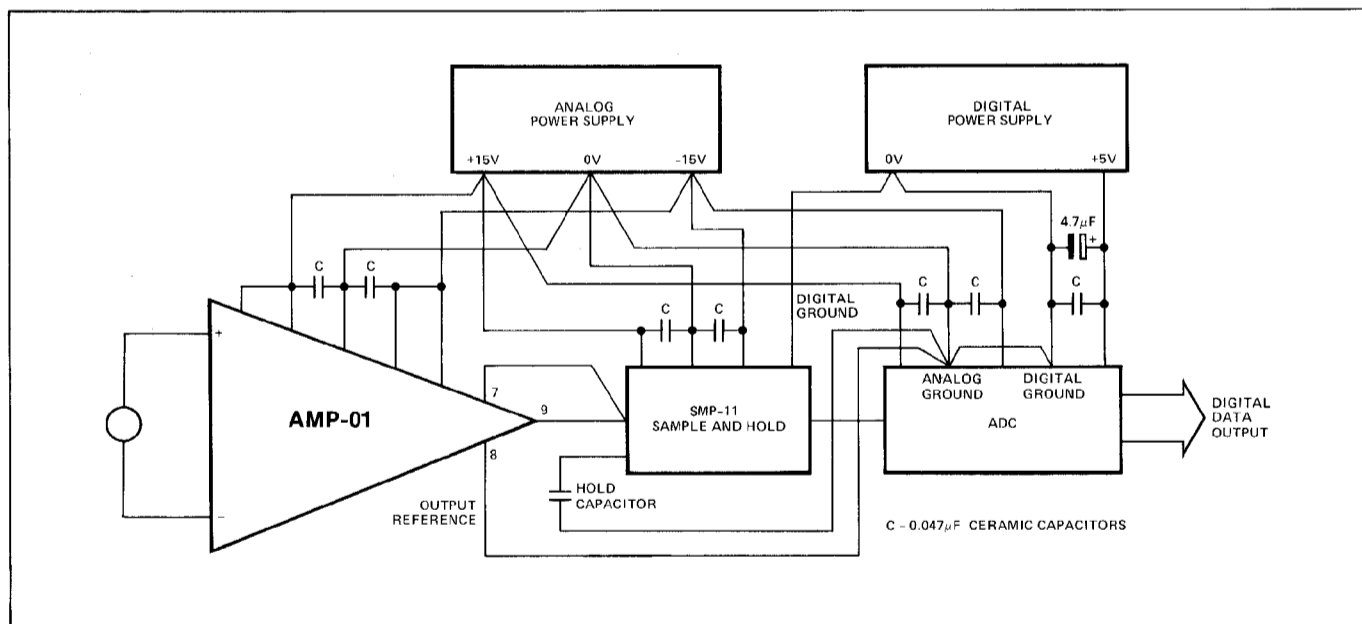 ANALOG
POWER SUPPLY
+15V 0V -15V
DIGITAL
POWER SUPPLY
0V +5V
4.7µF
+
C C
C C
DIGITAL
GROUND
C C
C
+
−
AMP-01
7
9
8
OUTPUT
REFERENCE
SMP-11
SAMPLE AND HOLD
HOLD
CAPACITOR
ANALOG
GROUND
DIGITAL
GROUND
ADC
DIGITAL
DATA
OUTPUT
C – 0.047µF CERAMIC CAPACITORS